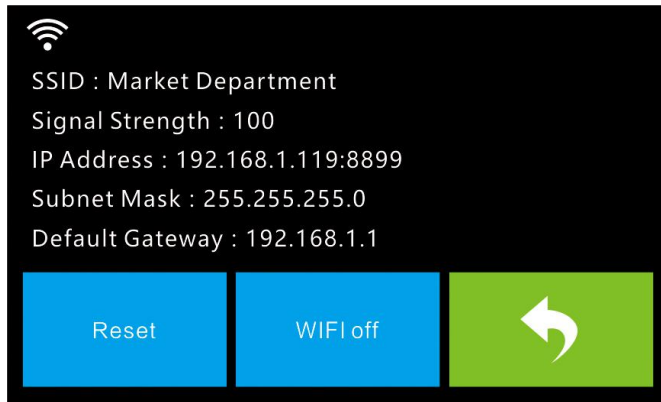 SSID : Market Department
Signal Strength : 100
IP Address : 192.168.1.119:8899
Subnet Mask : 255.255.255.0
Default Gateway : 192.168.1.1
Reset
WIFI off